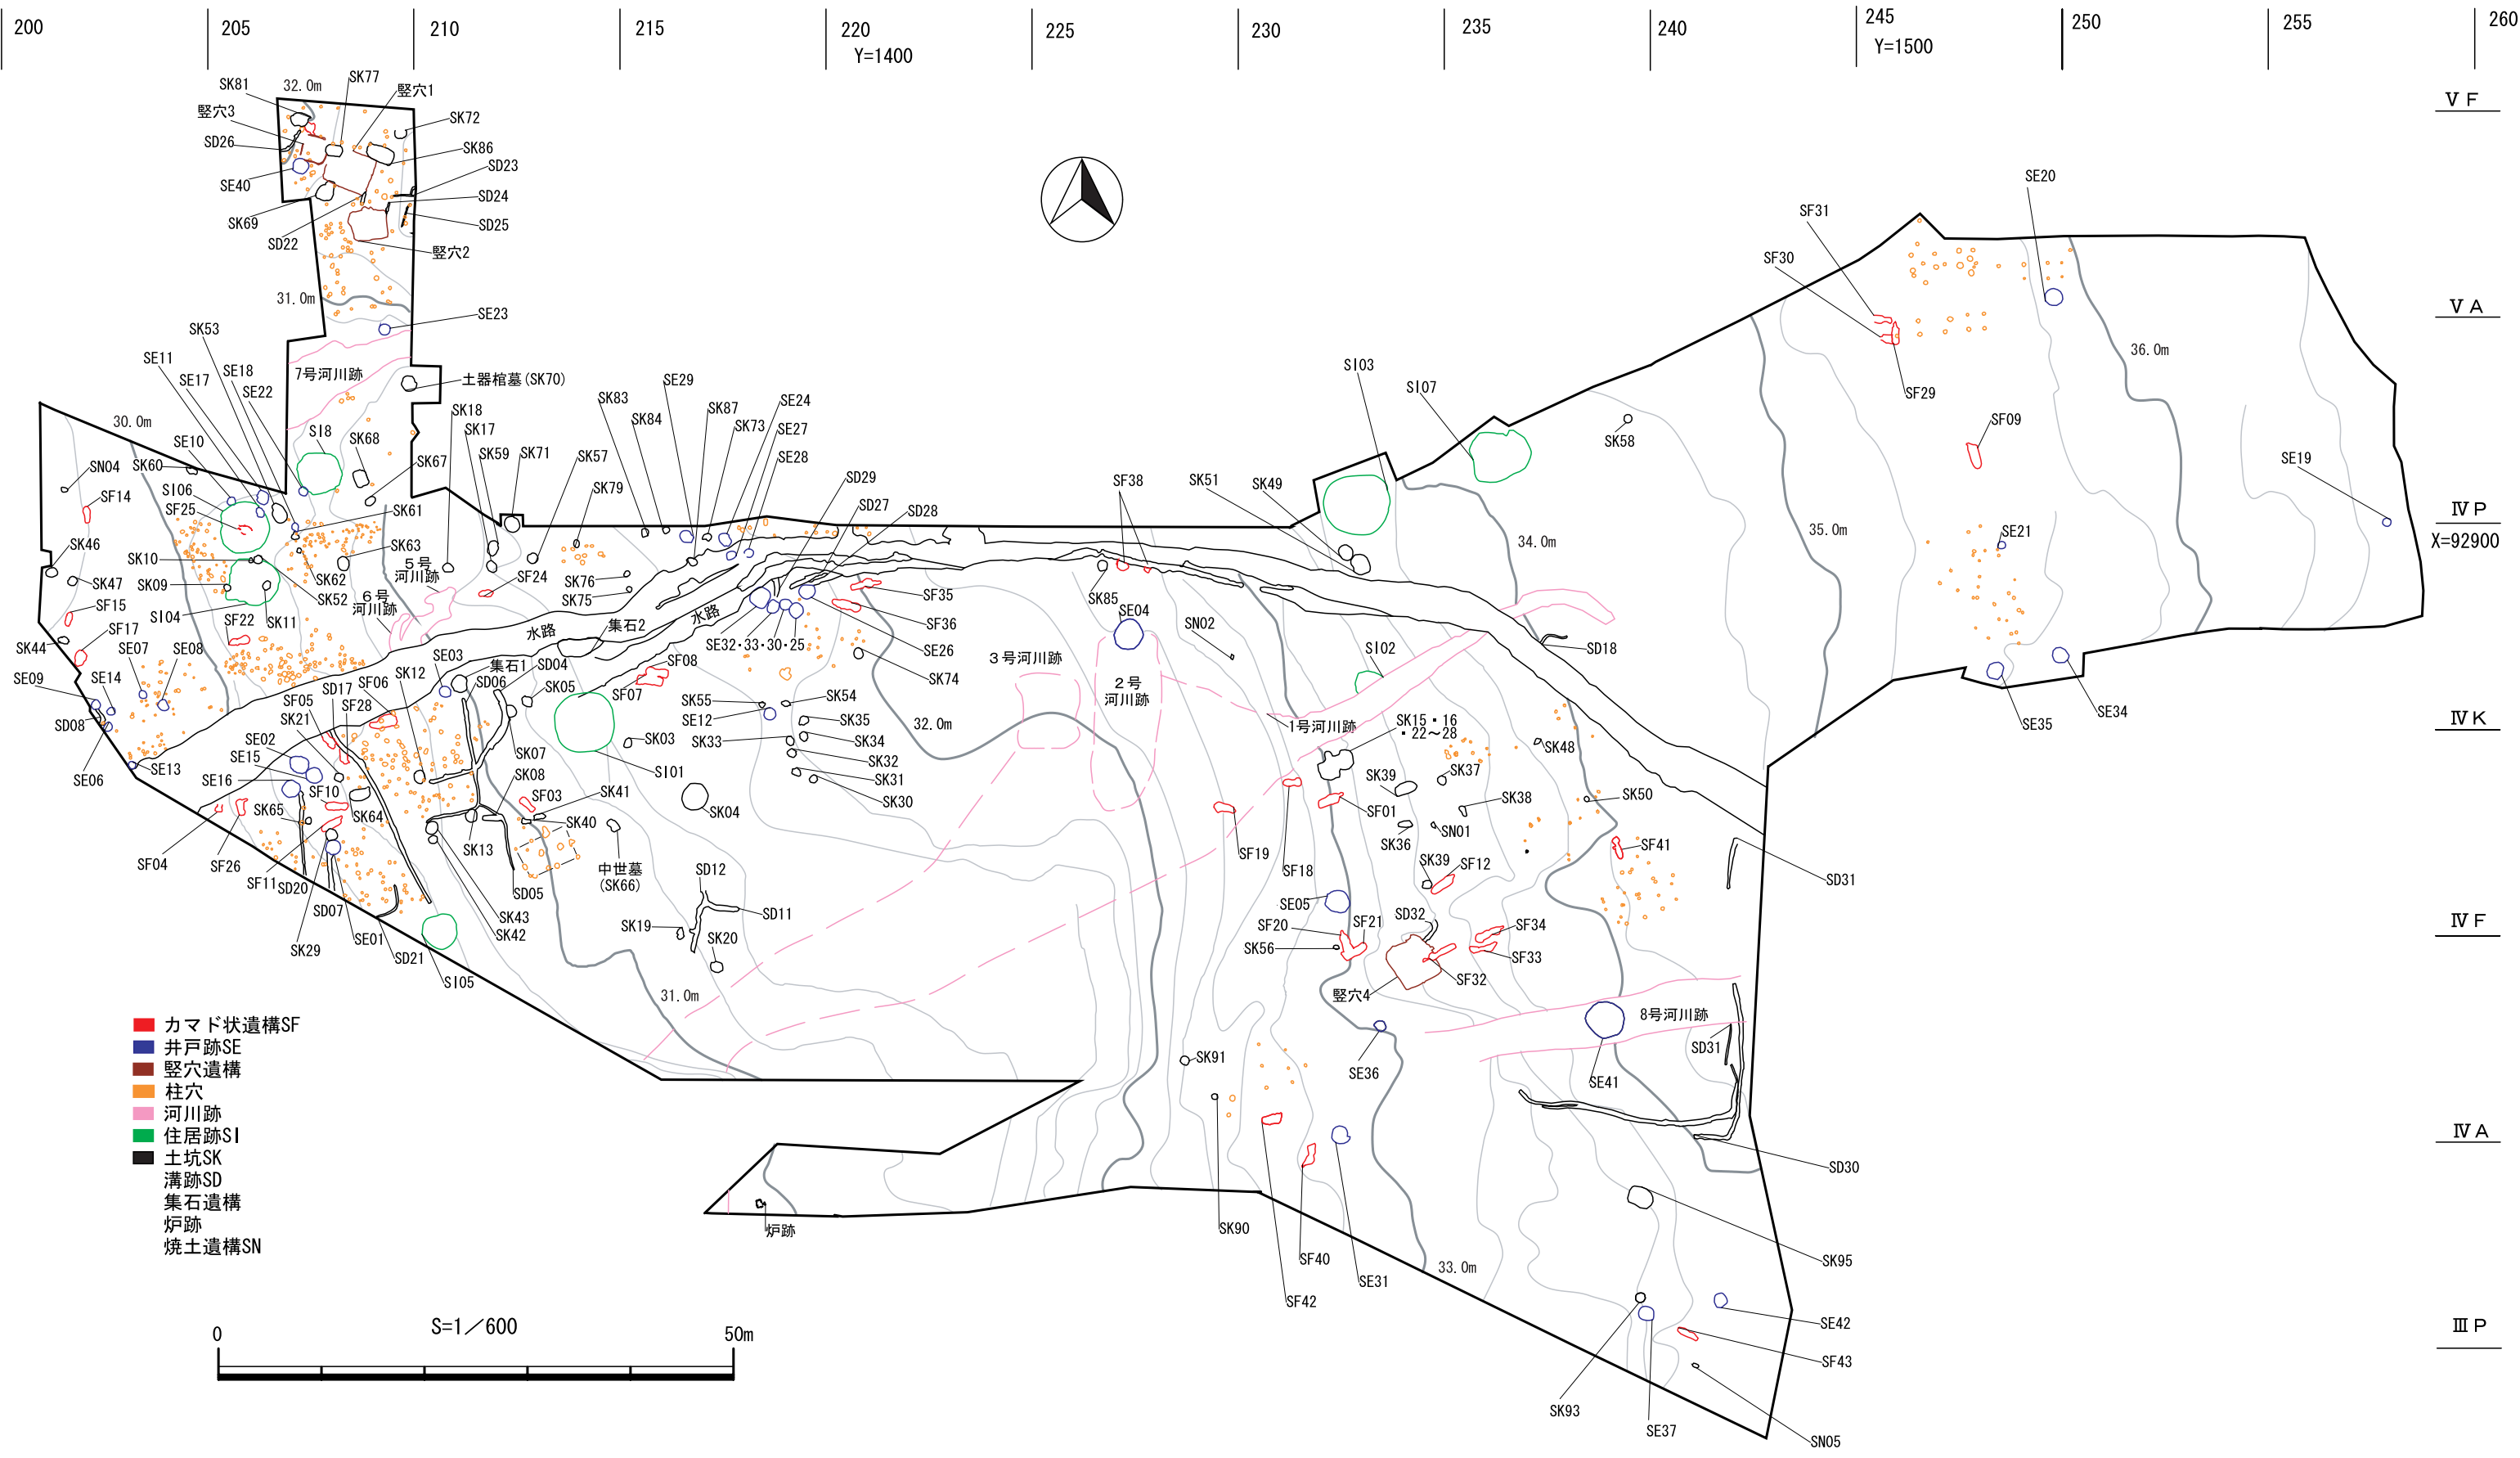 200
205
210
215
220
Y=1400
225
230
235
240
245
Y=1500
250
255
260
ⅤF
ⅤA
ⅣP
X=92900
ⅣK
ⅣF
ⅣA
ⅢP
SK81
32.0m
SK77
竪穴1
竪穴3
SK72
SD26
SK86
SD23
SE40
SD24
SK69
SD25
SD22
竪穴2
31.0m
SE23
SK53
SE11
SE18
SE17
SE22
7号河川跡
土器棺墓(SK70)
30.0m
SE10
SI8
SK68
SK18
SK17
SK59
SK71
SK57
SK79
SK83
SK84
SE29
SK87
SK73
SE24
SE27
SE28
SD29
SD27
SD28
SN04
SK60
SK67
SF14
SI06
SF25
SK61
SK46
SK10
SK63
5号
河川跡
SK47
SK09
SK62
SF24
SK76
SK75
SF15
SI04
SK52
6号
河川跡
SF22
SK11
SF17
SK44
SE07
SE08
水路
集石2
水路
SE32・33・30・25
SF35
SF36
SE26
SK74
SE09
SE14
SD08
SE06
SE13
SK12
SE03
集石1
SD04
SD06
SK05
SF08
SF07
SD17
SF06
SF05
SF28
SK21
SE02
SE15
SE16
SF10
SK65
SK64
SK07
SK08
SK03
SI01
SK55
SE12
SK54
SK35
SK33
SK34
SK32
SK31
SK30
SK04
SF03
SK41
SK40
SF04
SF26
SF11
SD20
SK13
SD05
中世墓
(SK66)
SD07
SK29
SE01
SD21
SK43
SK42
SI05
SD12
SD11
SK19
SK20
31.0m
32.0m
3号河川跡
2号
河川跡
SF38
SK51
SK49
SI03
SI07
SK58
34.0m
35.0m
36.0m
SF31
SF30
SE20
SF29
SF09
SE19
SE21
SK85
SE04
SN02
SI02
SD18
1号河川跡
SK15・16
・22～28
SK48
SE35
SE34
SK39
SK37
SK38
SK50
SF01
SN01
SK36
SF19
SF18
SK39
SF12
SF41
SD31
SE05
SF20
SF21
SD32
SF34
SK56
SF33
SF32
竪穴4
8号河川跡
SK91
SE36
SD31
SE41
SD30
SK90
SF40
SE31
SF42
33.0m
SK95
SE42
SF43
SK93
SE37
SN05
炉跡
カマド状遺構SF
井戸跡SE
竪穴遺構
柱穴
河川跡
住居跡SI
土坑SK
溝跡SD
集石遺構
炉跡
焼土遺構SN
0
S=1／600
50m